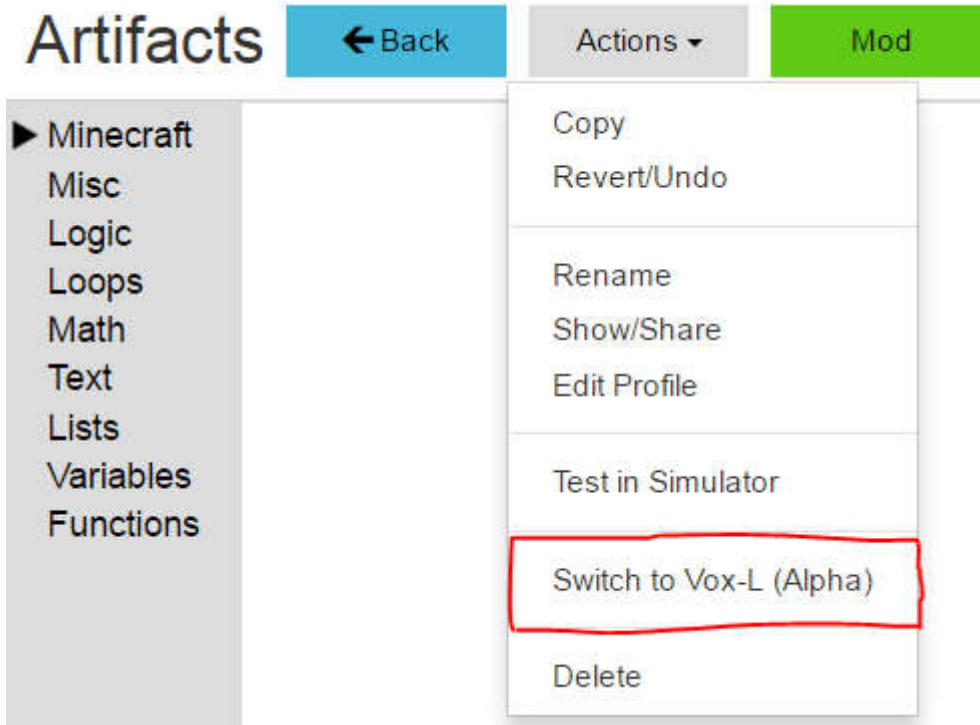 Artifacts
Back
Actions
Mod
Minecraft
Misc
Logic
Loops
Math
Text
Lists
Variables
Functions
Copy
Revert/Undo
Rename
Show/Share
Edit Profile
Test in Simulator
Switch to Vox-L (Alpha)
Delete